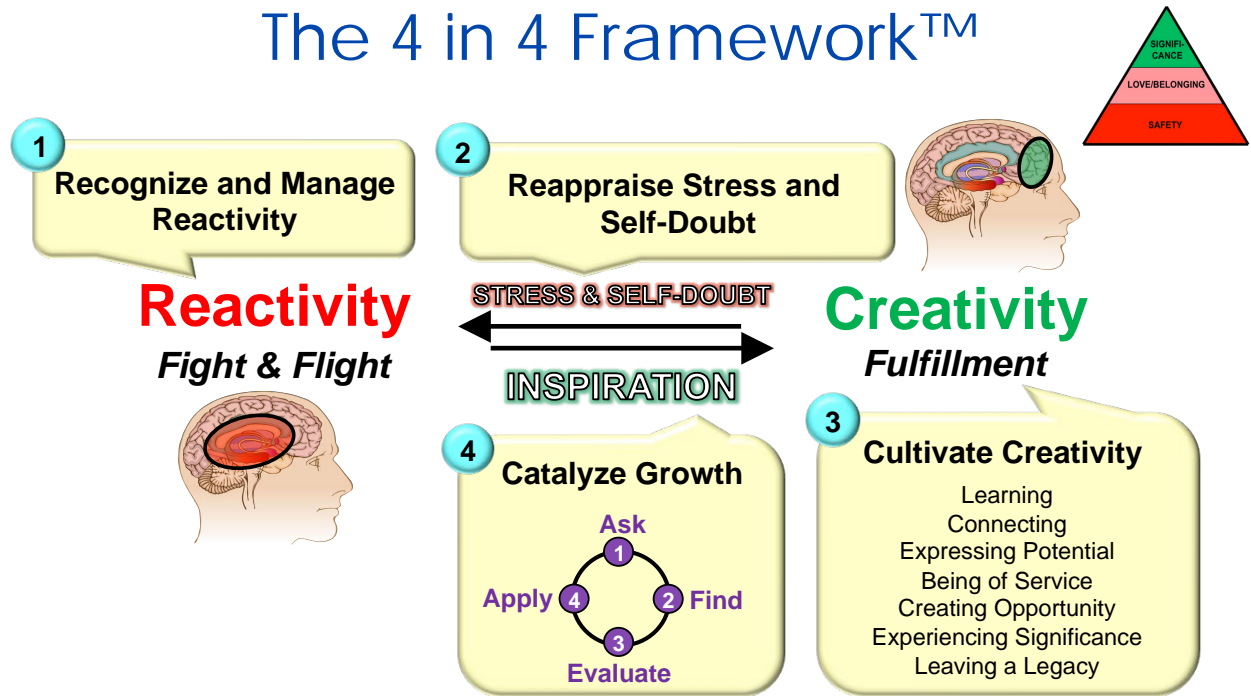 The 4 in 4 Framework™
SIGNIFI-
CANCE
LOVE/BELONGING
SAFETY
1
Recognize and Manage
Reactivity
2
Reappraise Stress and
Self-Doubt
Reactivity
Fight & Flight
STRESS & SELF-DOUBT
INSPIRATION
Creativity
Fulfillment
4
Catalyze Growth
Ask
1
Apply 4 2 Find
3
Evaluate
3
Cultivate Creativity
Learning
Connecting
Expressing Potential
Being of Service
Creating Opportunity
Experiencing Significance
Leaving a Legacy